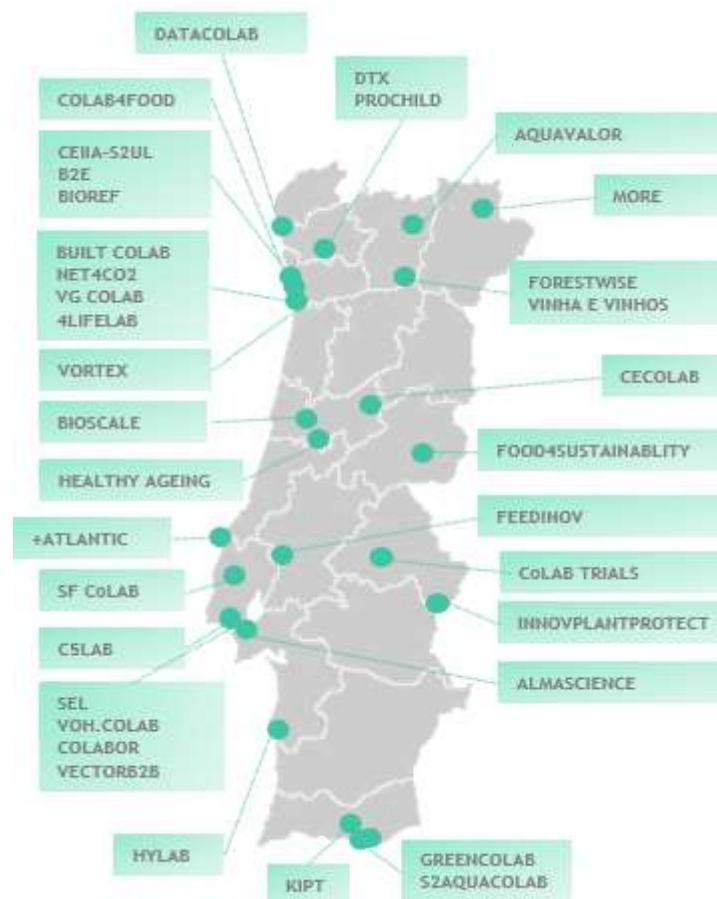 DATACOLAB
DTX
PROCHILD
COLAB4FOOD
AQUAVALOR
CEIIA-S2UL
B2E
BIOREF
MORE
BUILT COLAB
NET4CO2
VG COLAB
4LIFELAB
FORESTWISE
VINHA E VINHOS
VORTEX
CECOLAB
BIOSCALE
FOOD4SUSTAINABLITY
HEALTHY AGEING
FEEDINOV
+ATLANTIC
CoLAB TRIALS
SF CoLAB
INNOVPLANTPROTECT
C5LAB
ALMASCIENCE
SEL
VOH.COLAB
COLABOR
VECTORB2B
HYLAB
KIPT
GREENCOLAB
S2AQUACOLAB